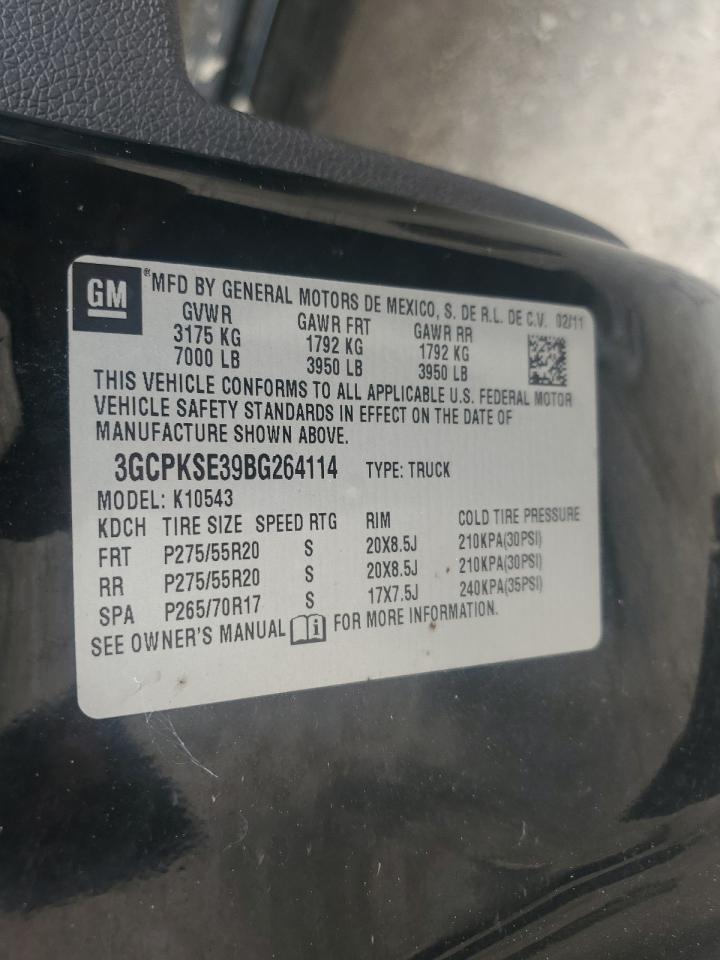 GM ® MFD BY GENERAL MOTORS DE MEXICO, S. DE R.L. DE C.V. 02/11
GVWR GAWR FRT GAWR RR
3175 KG 1792 KG 1792 KG
7000 LB 3950 LB 3950 LB
THIS VEHICLE CONFORMS TO ALL APPLICABLE U.S. FEDERAL MOTOR
VEHICLE SAFETY STANDARDS IN EFFECT ON THE DATE OF
MANUFACTURE SHOWN ABOVE.
3GCPKSE39BG264114 TYPE: TRUCK
MODEL: K10543
KDCH TIRE SIZE SPEED RTG RIM COLD TIRE PRESSURE
FRT P275/55R20 S 20X8.5J 210KPA(30PSI)
RR P275/55R20 S 20X8.5J 210KPA(30PSI)
SPA P265/70R17 S 17X7.5J 240KPA(35PSI)
SEE OWNER'S MANUAL i FOR MORE INFORMATION.